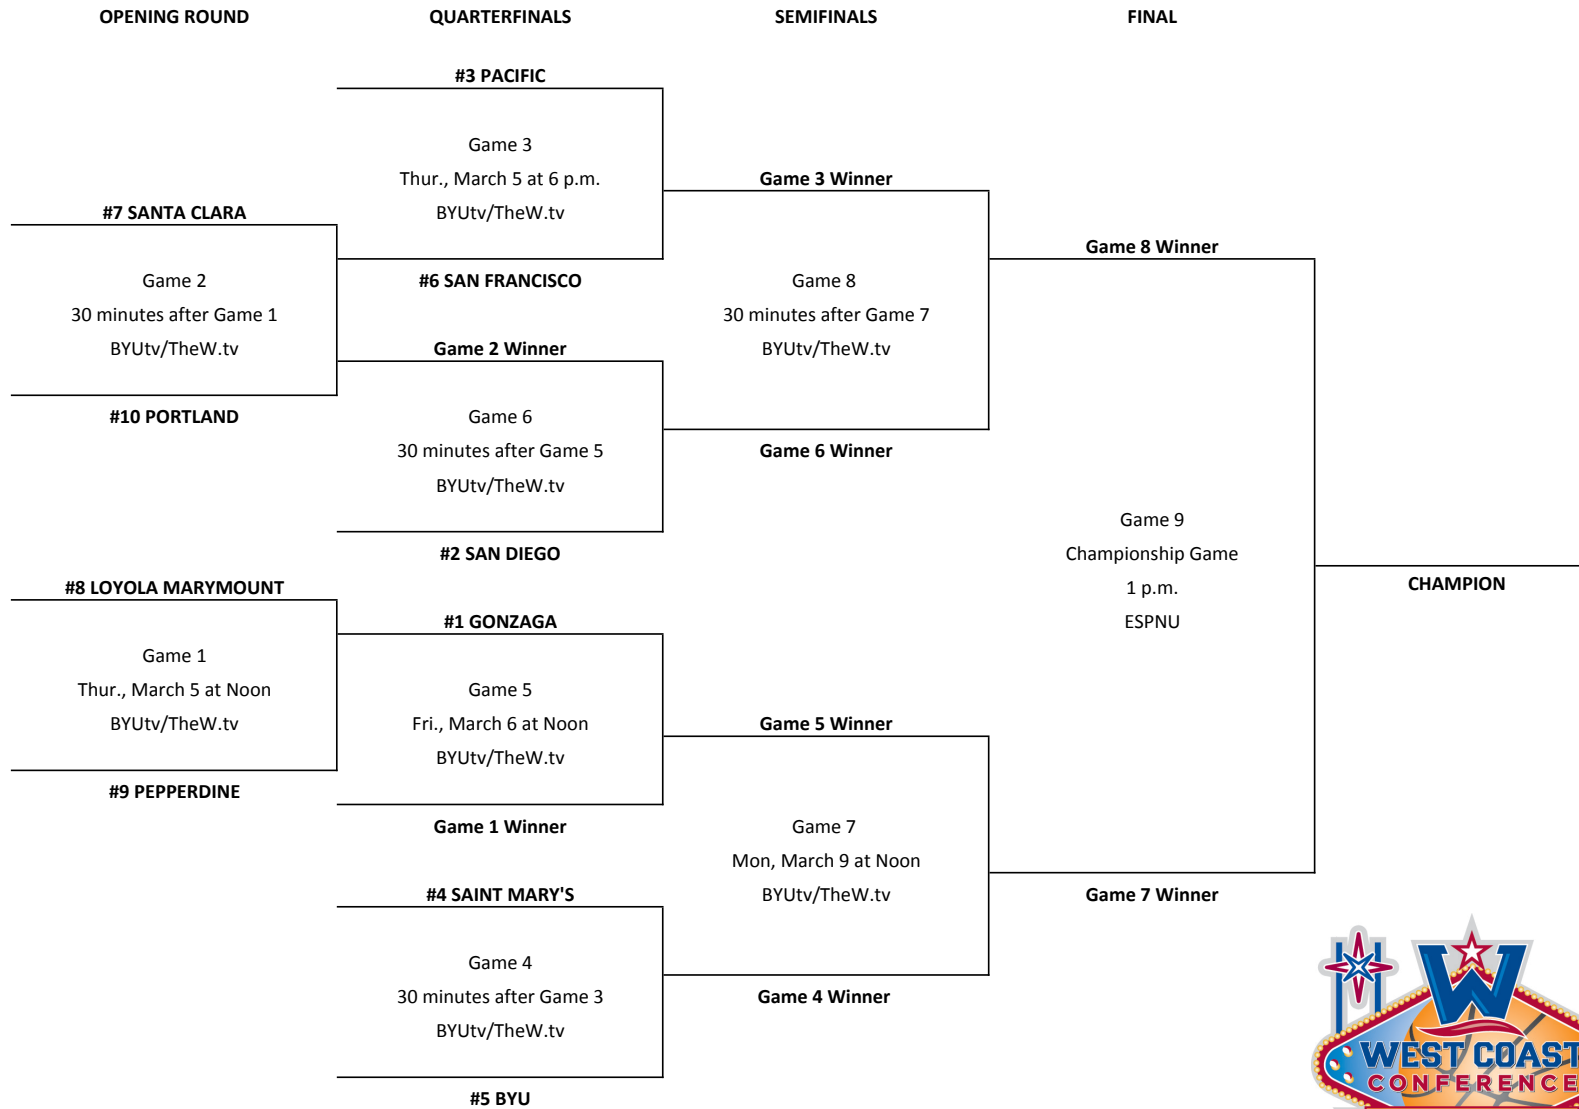 OPENING ROUND
QUARTERFINALS
SEMIFINALS
FINAL
#3 PACIFIC
Game 3
Thur., March 5 at 6 p.m.
BYUtv/TheW.tv
#6 SAN FRANCISCO
#7 SANTA CLARA
Game 2
30 minutes after Game 1
BYUtv/TheW.tv
#10 PORTLAND
Game 2 Winner
Game 6
30 minutes after Game 5
BYUtv/TheW.tv
#2 SAN DIEGO
#8 LOYOLA MARYMOUNT
Game 1
Thur., March 5 at Noon
BYUtv/TheW.tv
#9 PEPPERDINE
#1 GONZAGA
Game 5
Fri., March 6 at Noon
BYUtv/TheW.tv
Game 1 Winner
#4 SAINT MARY'S
Game 4
30 minutes after Game 3
BYUtv/TheW.tv
#5 BYU
Game 3 Winner
Game 8
30 minutes after Game 7
BYUtv/TheW.tv
Game 6 Winner
Game 5 Winner
Game 7
Mon, March 9 at Noon
BYUtv/TheW.tv
Game 4 Winner
Game 8 Winner
Game 9
Championship Game
1 p.m.
ESPNU
Game 7 Winner
CHAMPION
W
WEST COAST
CONFERENCE